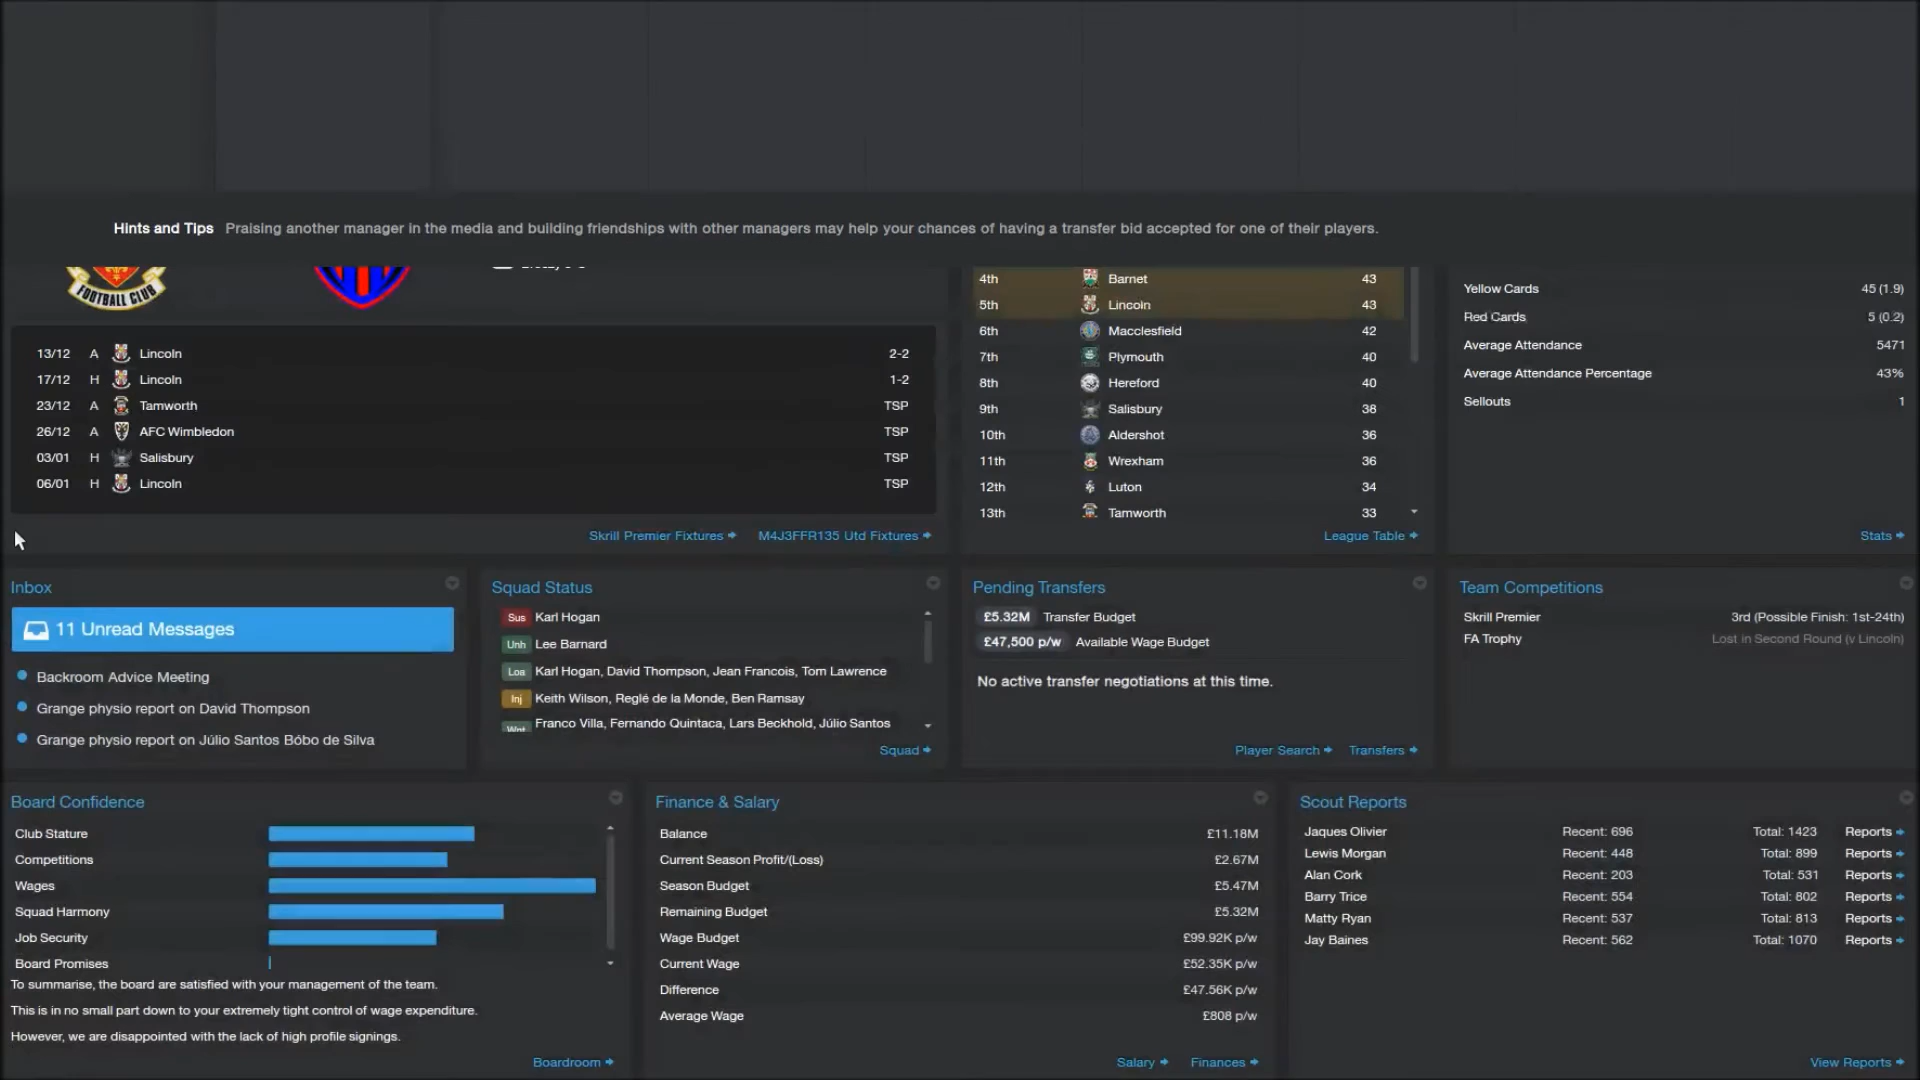 Hints and Tips Praising another manager in the media and building friendships with other managers may help your chances of having a transfer bid accepted for one of their players.
FOOTBALL CLUB
13/12 A Lincoln 2-2
17/12 H Lincoln 1-2
23/12 A Tamworth TSP
26/12 A AFC Wimbledon TSP
03/01 H Salisbury TSP
06/01 H Lincoln TSP
Skrill Premier Fixtures M4J3FFR135 Utd Fixtures
4th Barnet 43
5th Lincoln 43
6th Macclesfield 42
7th Plymouth 40
8th Hereford 40
9th Salisbury 38
10th Aldershot 36
11th Wrexham 36
12th Luton 34
13th Tamworth 33
League Table
Yellow Cards 45 (1.9)
Red Cards 5 (0.2)
Average Attendance 5471
Average Attendance Percentage 43%
Sellouts 1
Stats
Inbox
11 Unread Messages
Backroom Advice Meeting
Grange physio report on David Thompson
Grange physio report on Júlio Santos Bóbo de Silva
Squad Status
Sus Karl Hogan
Unh Lee Barnard
Loa Karl Hogan, David Thompson, Jean Francois, Tom Lawrence
Inj Keith Wilson, Reglé de la Monde, Ben Ramsay
Wnt Franco Villa, Fernando Quintaca, Lars Beckhold, Júlio Santos
Squad
Pending Transfers
£5.32M Transfer Budget
£47,500 p/w Available Wage Budget
No active transfer negotiations at this time.
Player Search Transfers
Team Competitions
Skrill Premier 3rd (Possible Finish: 1st-24th)
FA Trophy Lost in Second Round (v Lincoln)
Board Confidence
Club Stature
Competitions
Wages
Squad Harmony
Job Security
Board Promises
To summarise, the board are satisfied with your management of the team.
This is in no small part down to your extremely tight control of wage expenditure.
However, we are disappointed with the lack of high profile signings.
Boardroom
Finance & Salary
Balance £11.18M
Current Season Profit/(Loss) £2.67M
Season Budget £5.47M
Remaining Budget £5.32M
Wage Budget £99.92K p/w
Current Wage £52.35K p/w
Difference £47.56K p/w
Average Wage £808 p/w
Salary Finances
Scout Reports
Jaques Olivier Recent: 696 Total: 1423 Reports
Lewis Morgan Recent: 448 Total: 899 Reports
Alan Cork Recent: 203 Total: 531 Reports
Barry Trice Recent: 554 Total: 802 Reports
Matty Ryan Recent: 537 Total: 813 Reports
Jay Baines Recent: 562 Total: 1070 Reports
View Reports